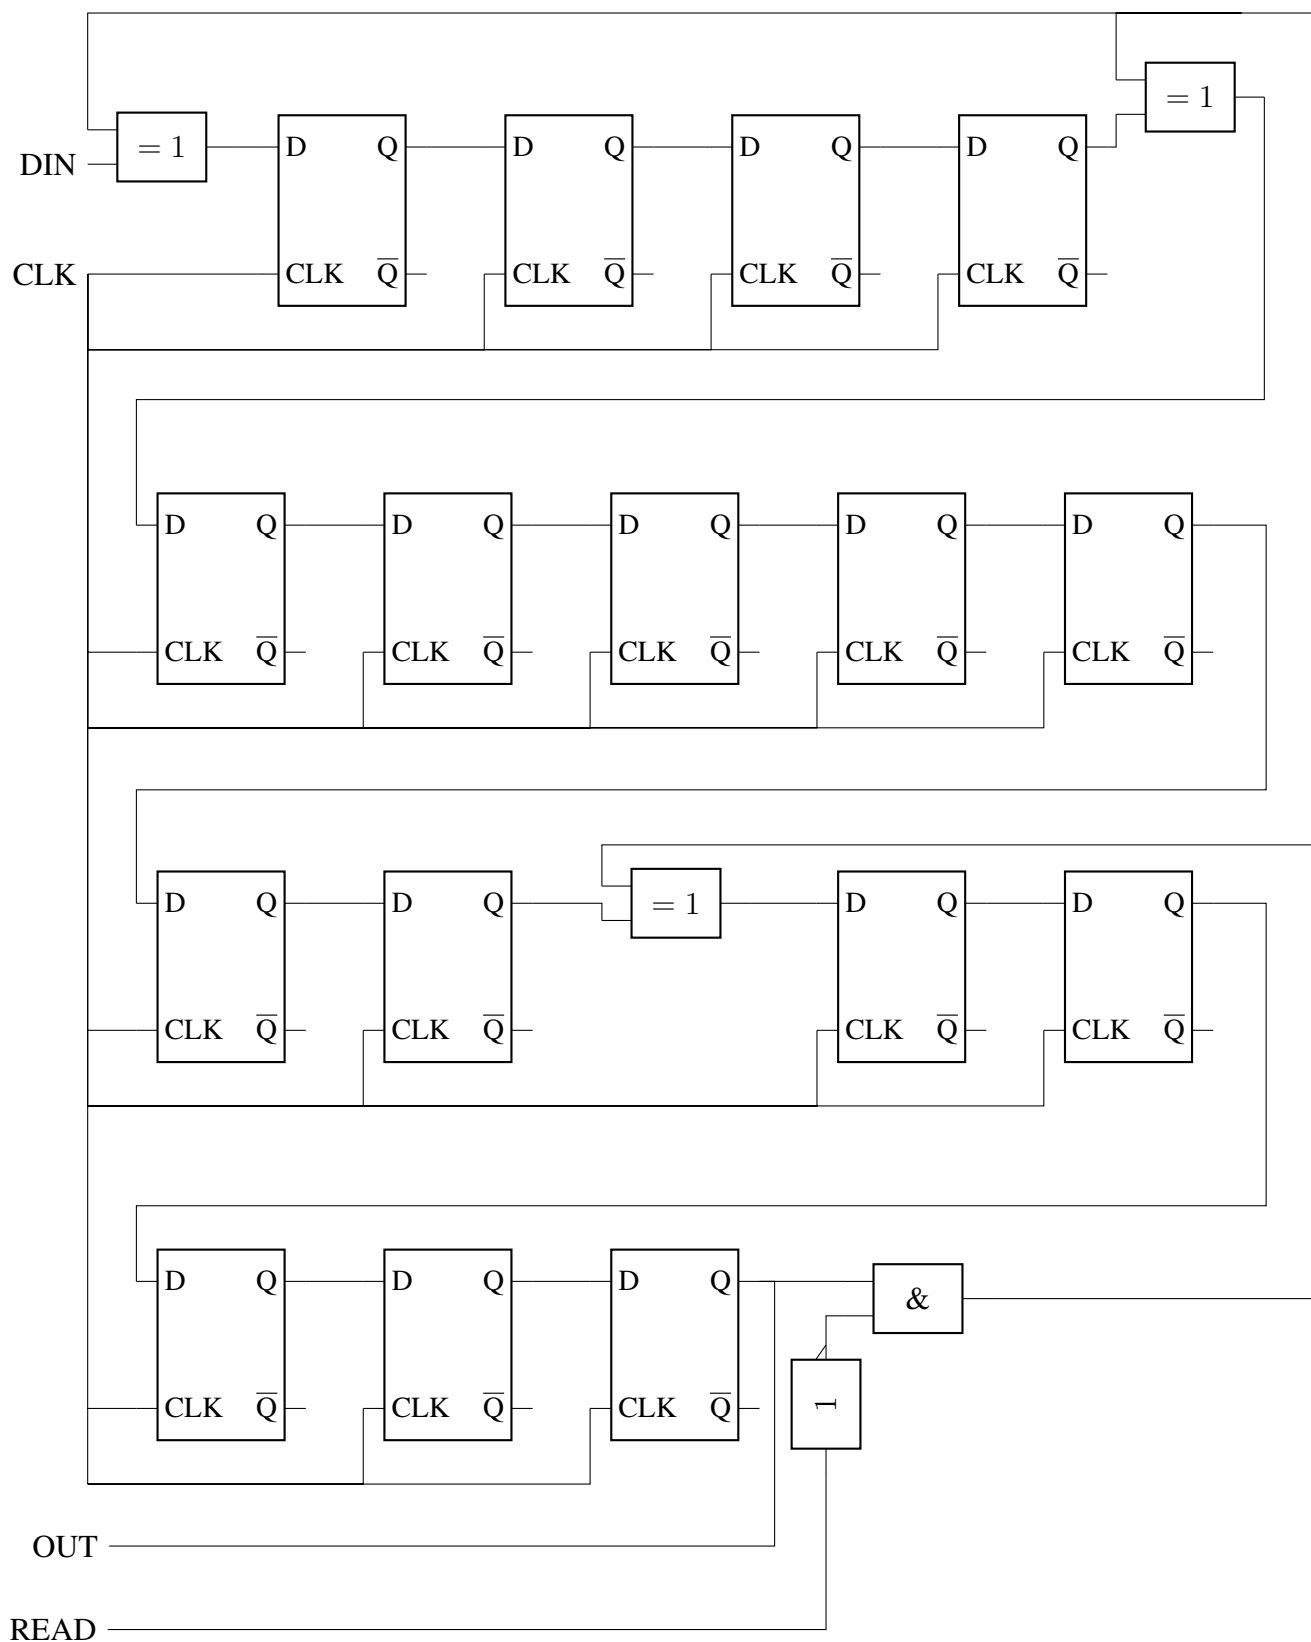 = 1
= 1
D Q D Q D Q D Q
DIN
CLK CLK Q̅ CLK Q̅ CLK Q̅ CLK Q̅
D Q D Q D Q D Q D Q
CLK Q̅ CLK Q̅ CLK Q̅ CLK Q̅ CLK Q̅
D Q D Q = 1 D Q D Q
CLK Q̅ CLK Q̅ CLK Q̅ CLK Q̅
D Q D Q D Q &
CLK Q̅ CLK Q̅ CLK Q̅ 1
OUT
READ